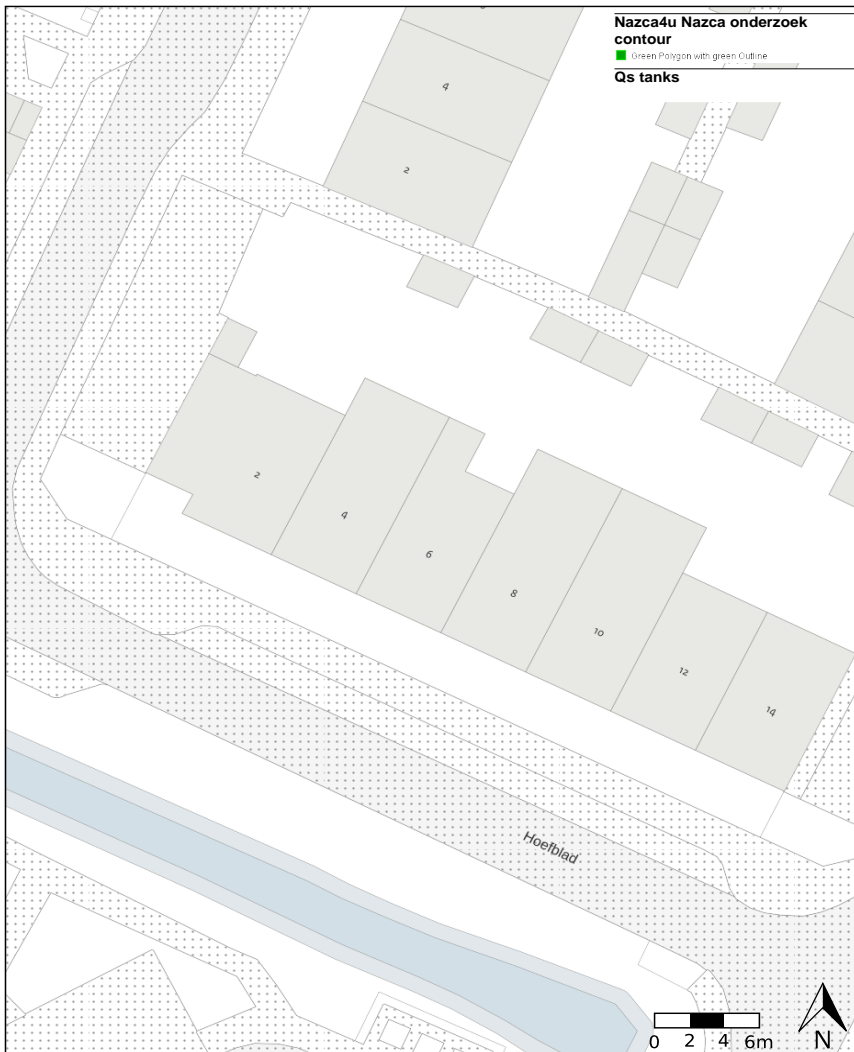 Nazca4u Nazca onderzoek
contour
Green Polygon with green Outline
Qs tanks
4
2
2
4
6
8
10
12
14
Hoefblad
0 2 4 6m
N